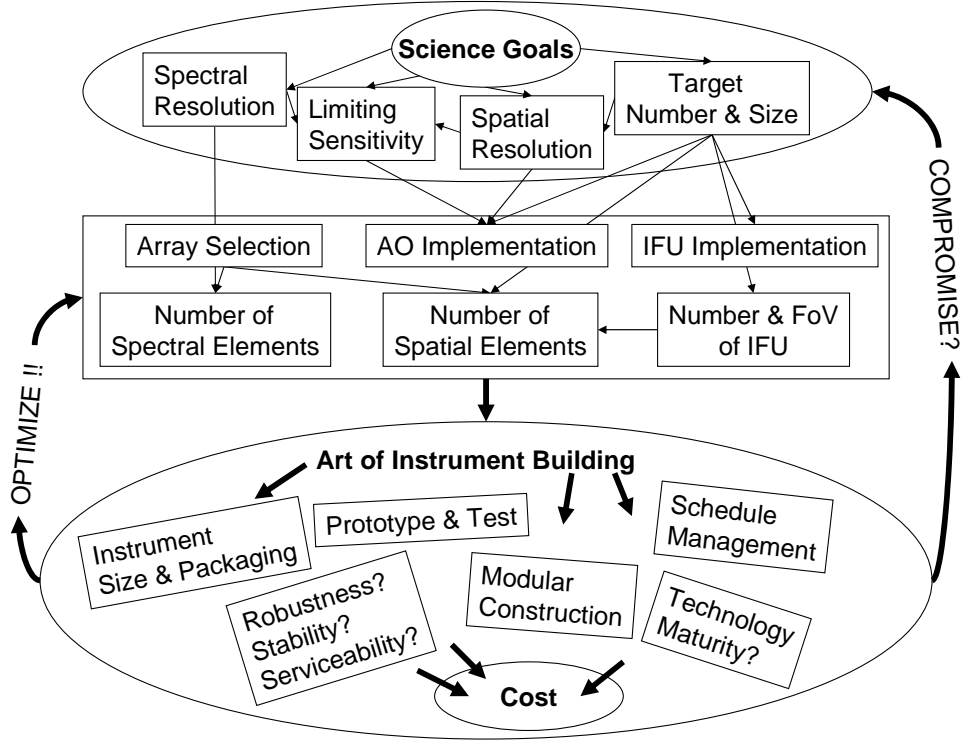 Science Goals
Spectral
Resolution
Limiting
Sensitivity
Spatial
Resolution
Target
Number & Size
Array Selection
AO Implementation
IFU Implementation
Number of
Spectral Elements
Number of
Spatial Elements
Number & FoV
of IFU
OPTIMIZE !!
COMPROMISE?
Art of Instrument Building
Instrument
Size & Packaging
Prototype & Test
Schedule
Management
Robustness?
Stability?
Serviceability?
Modular
Construction
Technology
Maturity?
Cost